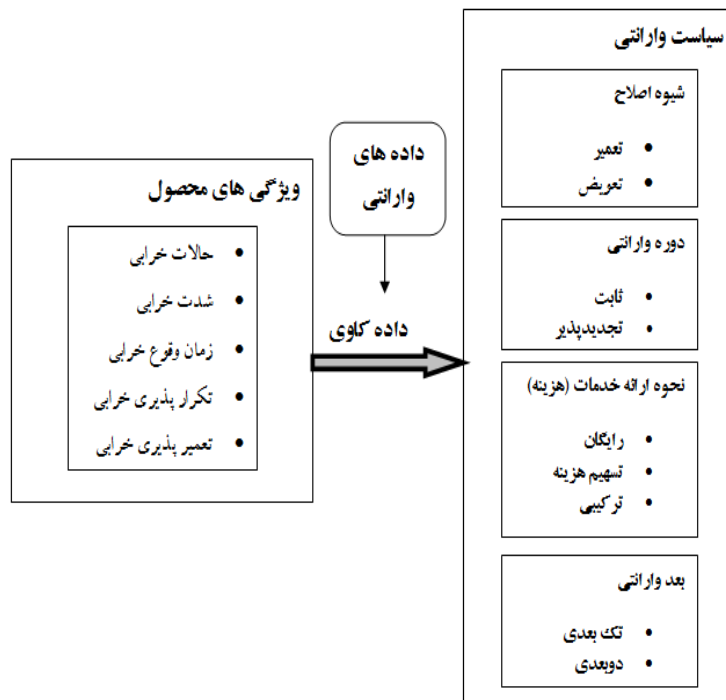 سیاست وارانتی
شیوه اصلاح
• تعمیر
• تعویض
دوره وارانتی
• ثابت
• تجدیدپذیر
نحوه ارائه خدمات (هزینه)
• رایگان
• تسهیم هزینه
• ترکیبی
بعد وارانتی
• تک بعدی
• دوبعدی
داده های
وارانتی
داده کاوی
ویژگی های محصول
• حالات خرابی
• شدت خرابی
• زمان وقوع خرابی
• تکرار پذیری خرابی
• تعمیر پذیری خرابی